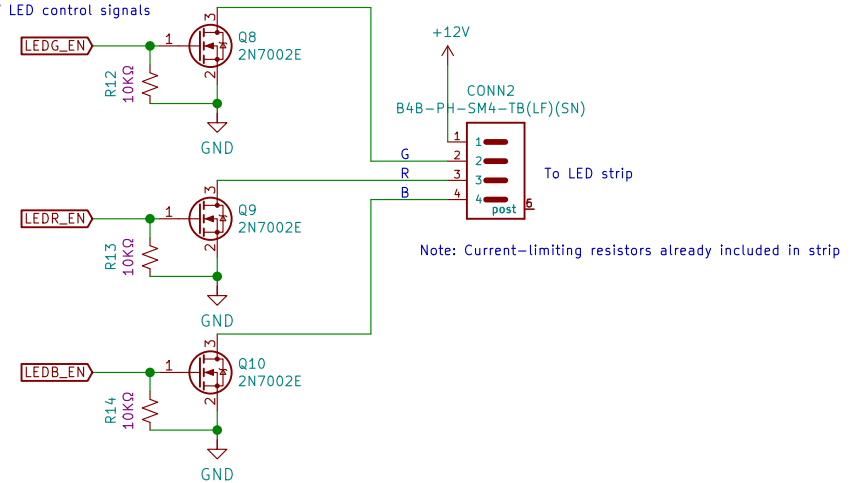 LED control signals
LEDG_EN
1
3
2
Q8
2N7002E
R12
10KΩ
GND
+12V
CONN2
B4B-PH-SM4-TB(LF)(SN)
1
2
3
4
1
2
3
4
post
6
G
R
B
To LED strip
LEDR_EN
1
3
2
Q9
2N7002E
R13
10KΩ
GND
Note: Current-limiting resistors already included in strip
LEDB_EN
1
3
2
Q10
2N7002E
R14
10KΩ
GND